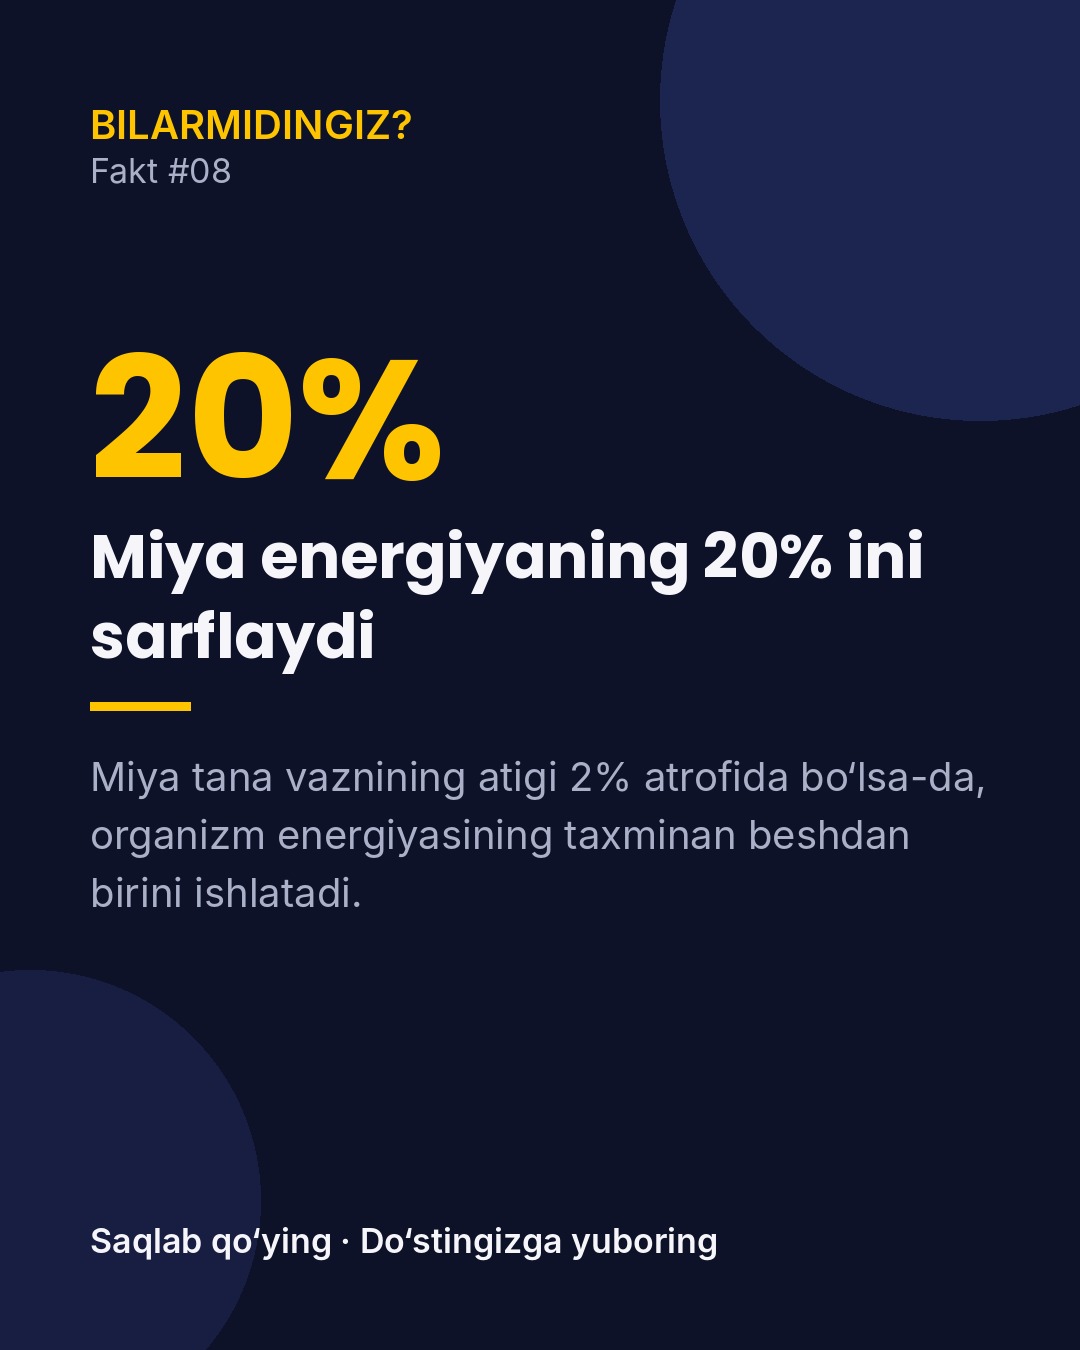 BILARMIDINGIZ?
Fakt #08
20%
Miya energiyaning 20% ini
sarflaydi
Miya tana vaznining atigi 2% atrofida bo‘lsa-da,
organizm energiyasining taxminan beshdan
birini ishlatadi.
Saqlab qo‘ying · Do‘stingizga yuboring